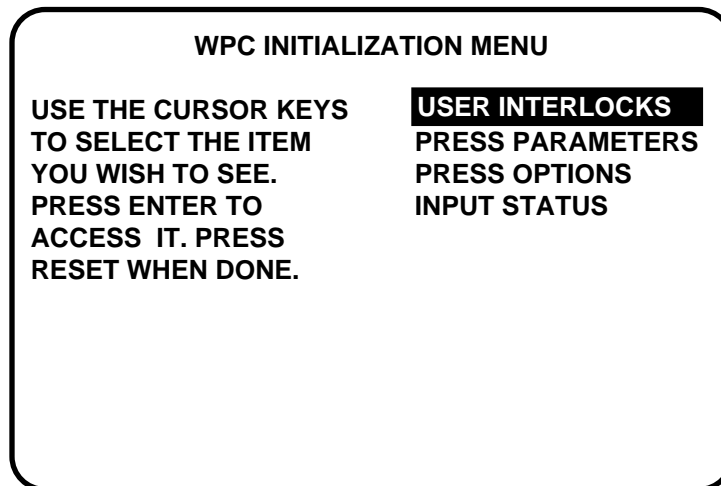 WPC INITIALIZATION MENU
USE THE CURSOR KEYS
TO SELECT THE ITEM
YOU WISH TO SEE.
PRESS ENTER TO
ACCESS IT. PRESS
RESET WHEN DONE.
USER INTERLOCKS
PRESS PARAMETERS
PRESS OPTIONS
INPUT STATUS